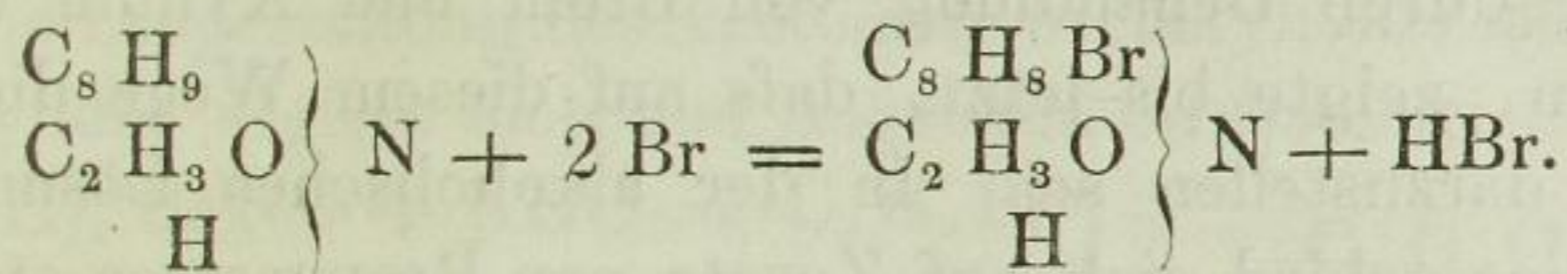 C₈ H₉ C₈ H₈ Br
C₂ H₃ O } N + 2 Br = C₂ H₃ O } N + HBr.
H H